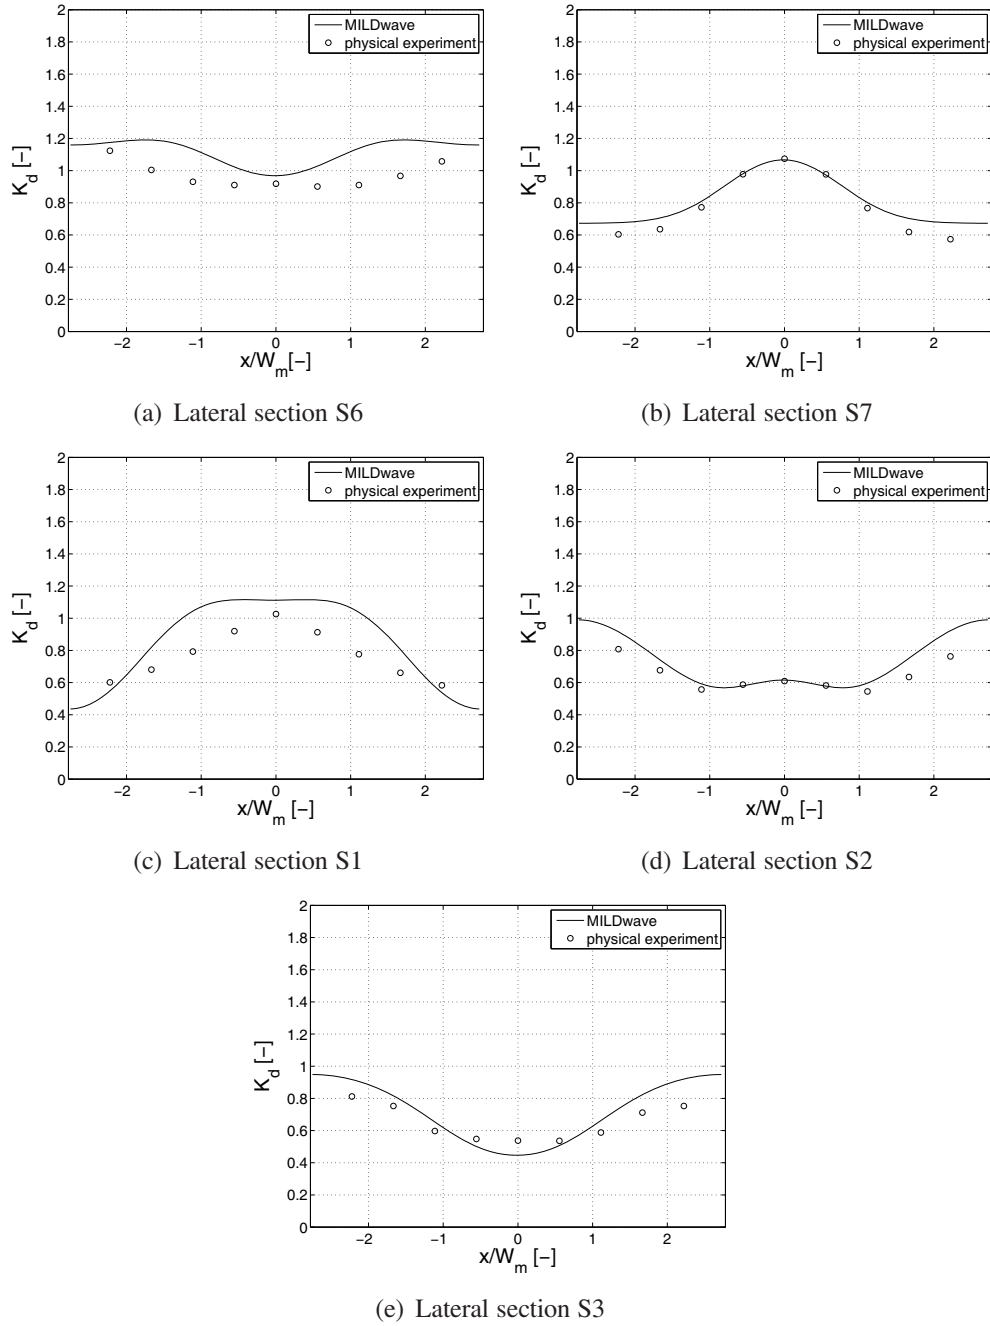 2
1.8
1.6
1.4
1.2
1
0.8
0.6
0.4
0.2
0
K_d [-]
MILDwave
physical experiment
−2 −1 0 1 2
x/W_m[-]
(a) Lateral section S6
2
1.8
1.6
1.4
1.2
1
0.8
0.6
0.4
0.2
0
K_d [-]
MILDwave
physical experiment
−2 −1 0 1 2
x/W_m [-]
(b) Lateral section S7
2
1.8
1.6
1.4
1.2
1
0.8
0.6
0.4
0.2
0
K_d [-]
MILDwave
physical experiment
−2 −1 0 1 2
x/W_m [-]
(c) Lateral section S1
2
1.8
1.6
1.4
1.2
1
0.8
0.6
0.4
0.2
0
K_d [-]
MILDwave
physical experiment
−2 −1 0 1 2
x/W_m [-]
(d) Lateral section S2
2
1.8
1.6
1.4
1.2
1
0.8
0.6
0.4
0.2
0
K_d [-]
MILDwave
physical experiment
−2 −1 0 1 2
x/W_m [-]
(e) Lateral section S3